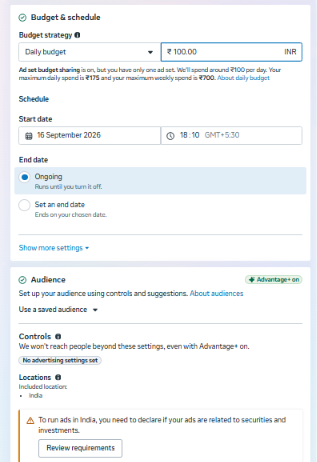 Budget & schedule
Budget strategy
Daily budget
₹ 100.00 INR
Ad set budget sharing is on, but you have only one ad set. We'll spend around ₹100 per day. Your
maximum daily spend is ₹175 and your maximum weekly spend is ₹700. About daily budget
Schedule
Start date
16 September 2026 18:10 GMT+5:30
End date
Ongoing
Runs until you turn it off.
Set an end date
Ends on your chosen date.
Show more settings
Audience Advantage+ on
Set up your audience using controls and suggestions. About audiences
Use a saved audience
Controls
We won't reach people beyond these settings, even with Advantage+ on.
No advertising settings set
Locations
Included location:
• India
To run ads in India, you need to declare if your ads are related to securities and
investments.
Review requirements